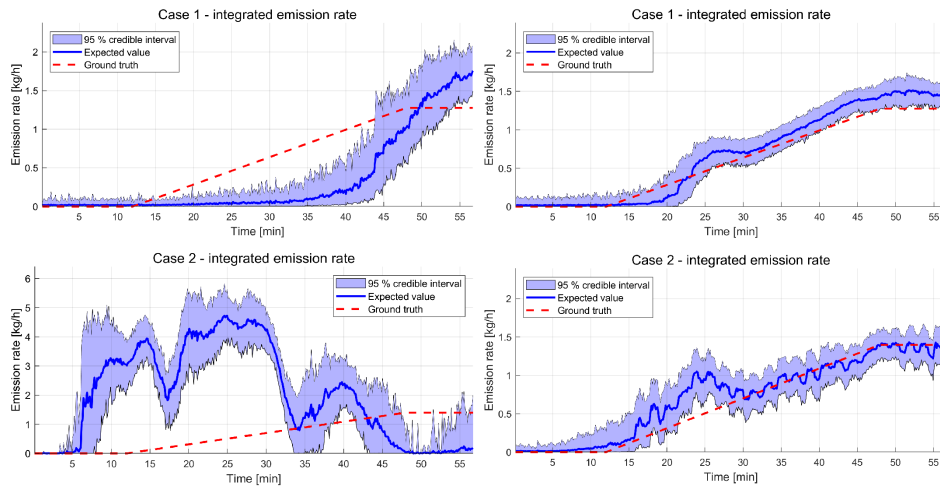 Case 1 - integrated emission rate
95 % credible interval
Expected value
Ground truth
Emission rate [kg/h]
2
1.5
1
0.5
0
5 10 15 20 25 30 35 40 45 50 55
Time [min]
Case 1 - integrated emission rate
95 % credible interval
Expected value
Ground truth
Emission rate [kg/h]
2
1.5
1
0.5
0
5 10 15 20 25 30 35 40 45 50 55
Time [min]
Case 2 - integrated emission rate
95 % credible interval
Expected value
Ground truth
Emission rate [kg/h]
6
5
4
3
2
1
0
5 10 15 20 25 30 35 40 45 50 55
Time [min]
Case 2 - integrated emission rate
95 % credible interval
Expected value
Ground truth
Emission rate [kg/h]
2
1.5
1
0.5
0
5 10 15 20 25 30 35 40 45 50 55
Time [min]